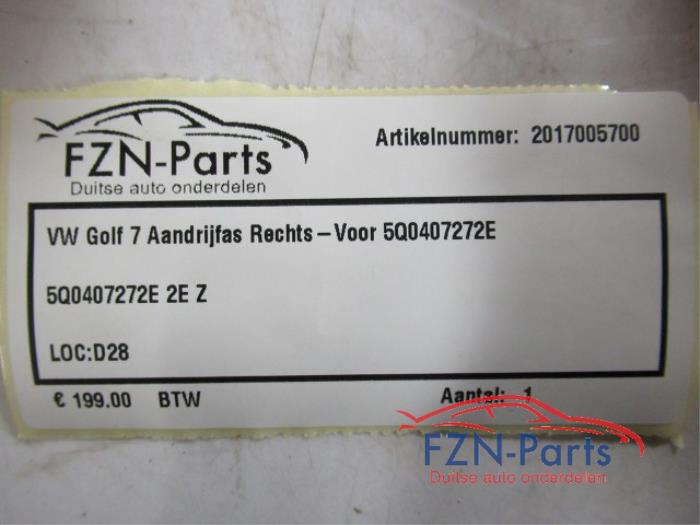 FZN-Parts
Duitse auto onderdelen
Artikelnummer: 2017005700
VW Golf 7 Aandrijfas Rechts-Voor 5Q0407272E
5Q0407272E 2E Z
LOC:D28
€ 199.00 BTW
Aantal: 1
FZN-Parts
Duitse auto onderdelen